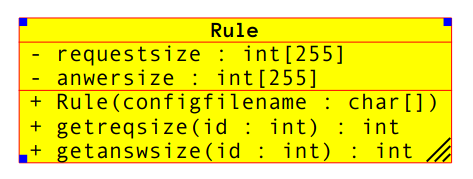 Rule
- requestsize : int[255]
- anwersize : int[255]
+ Rule(configfilename : char[])
+ getreqsize(id : int) : int
+ getanswsize(id : int) : int